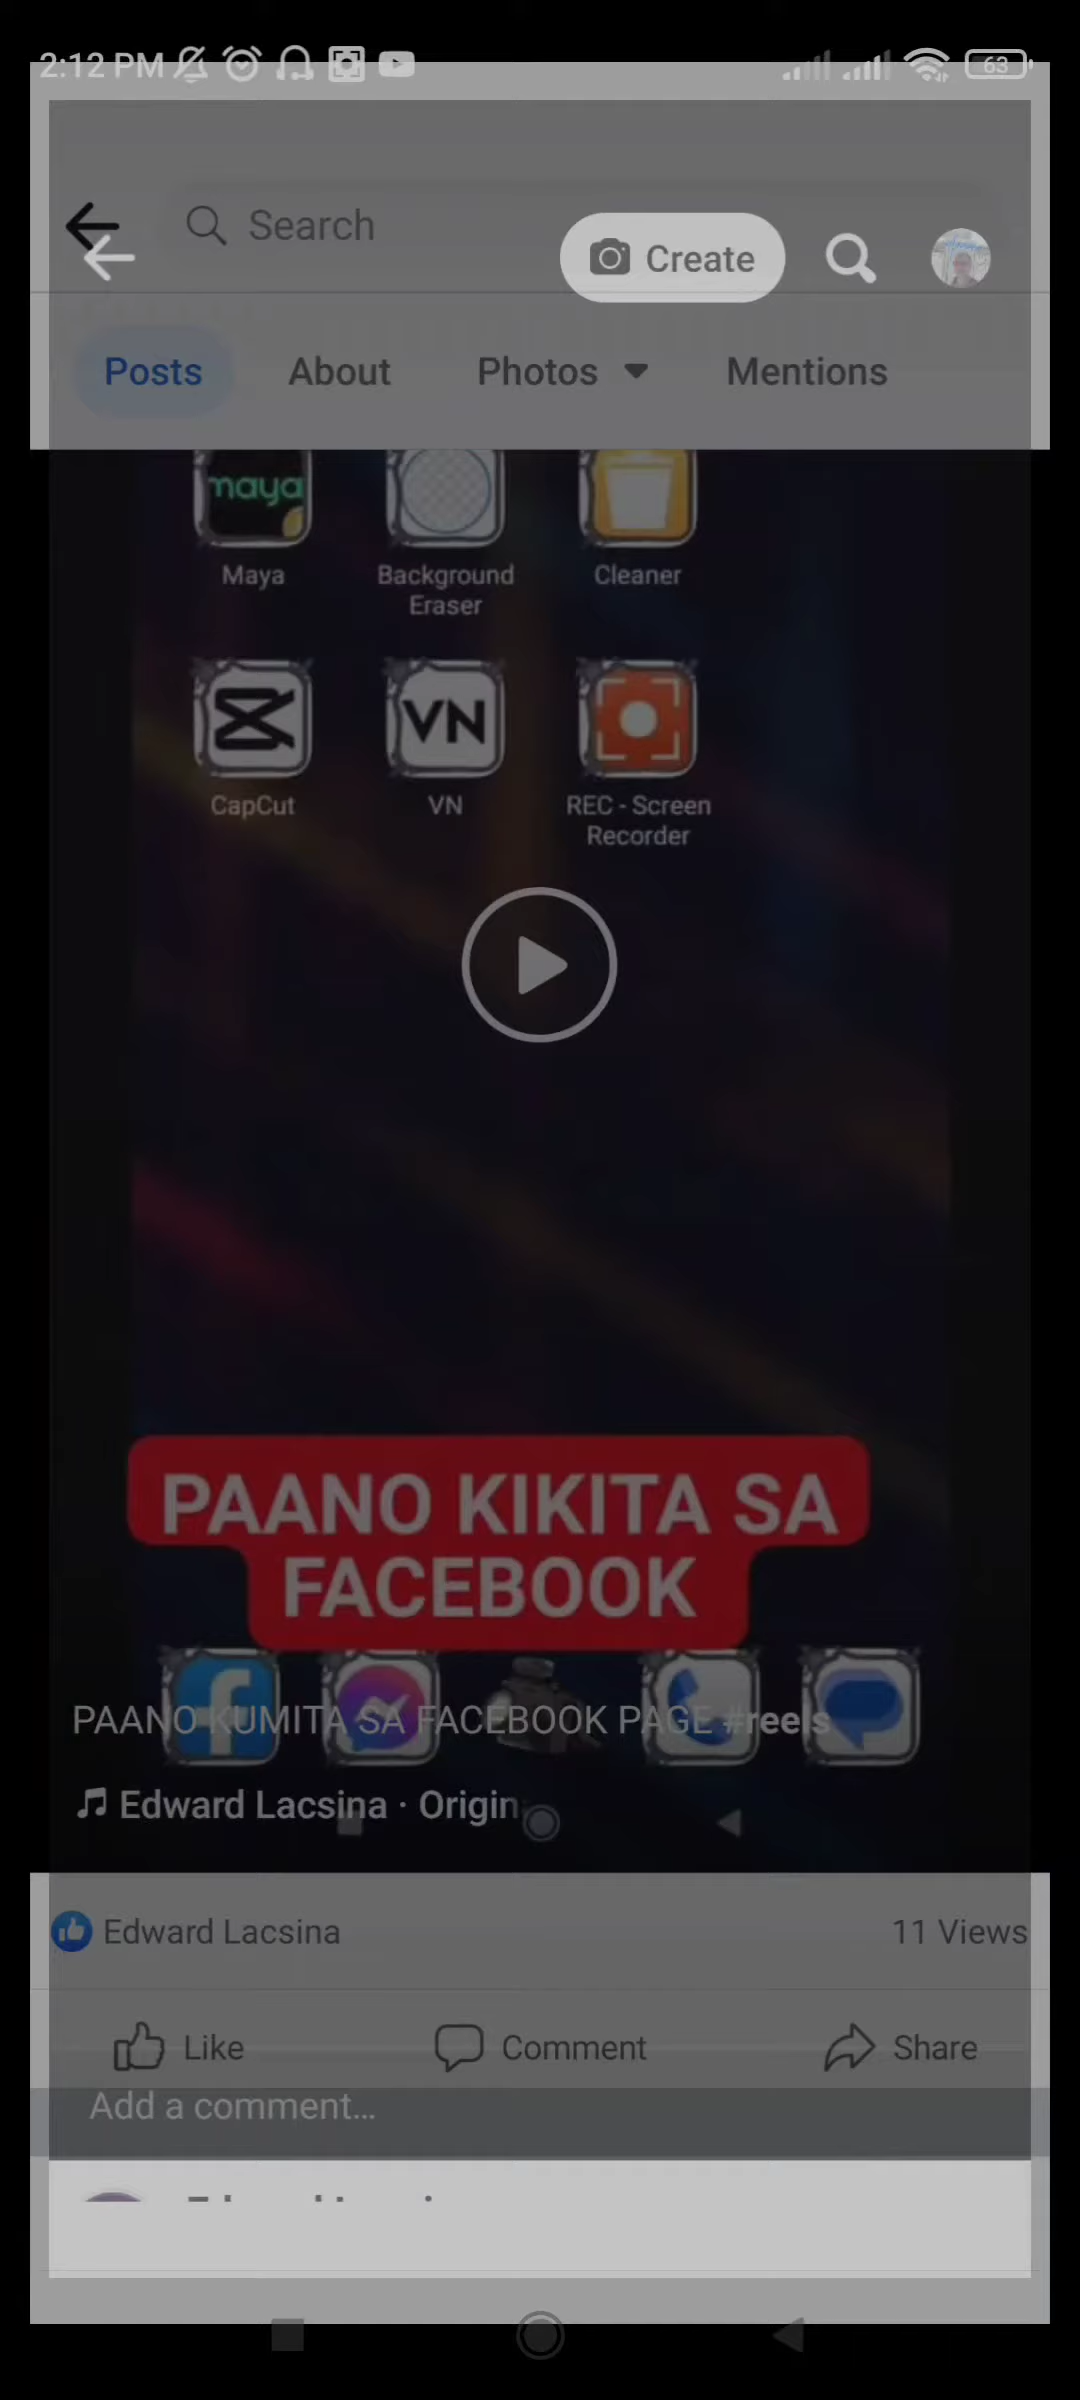 2:12 PM
63
Search
Create
Posts
About
Photos
Mentions
maya
Maya
Background
Eraser
Cleaner
VN
CapCut
VN
REC - Screen
Recorder
PAANO KIKITA SA
FACEBOOK
PAANO KUMITA SA FACEBOOK PAGE #reels
Edward Lacsina · Origin
Edward Lacsina
11 Views
Like
Comment
Share
Add a comment...